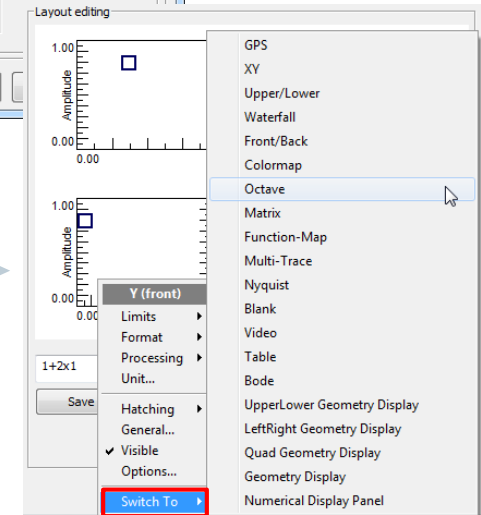 Layout editing
1.00
Amplitude
0.00
0.00
1.00
Amplitude
0.00
0.00
1+2x1
Save
Y (front)
Limits
Format
Processing
Unit...
Hatching
General...
Visible
Options...
Switch To
GPS
XY
Upper/Lower
Waterfall
Front/Back
Colormap
Octave
Matrix
Function-Map
Multi-Trace
Nyquist
Blank
Video
Table
Bode
UpperLower Geometry Display
LeftRight Geometry Display
Quad Geometry Display
Geometry Display
Numerical Display Panel